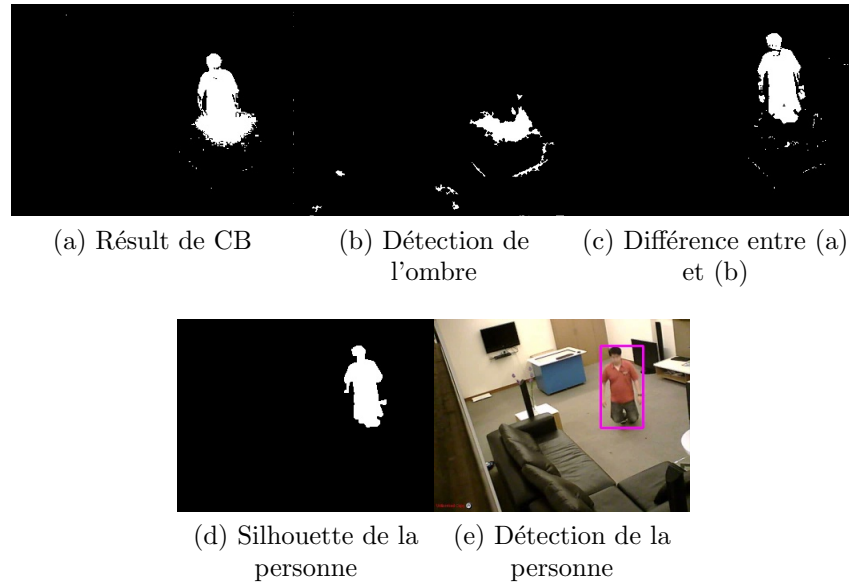 (a) Résult de CB
(b) Détection de
l'ombre
(c) Différence entre (a)
et (b)
(d) Silhouette de la
personne
(e) Détection de la
personne